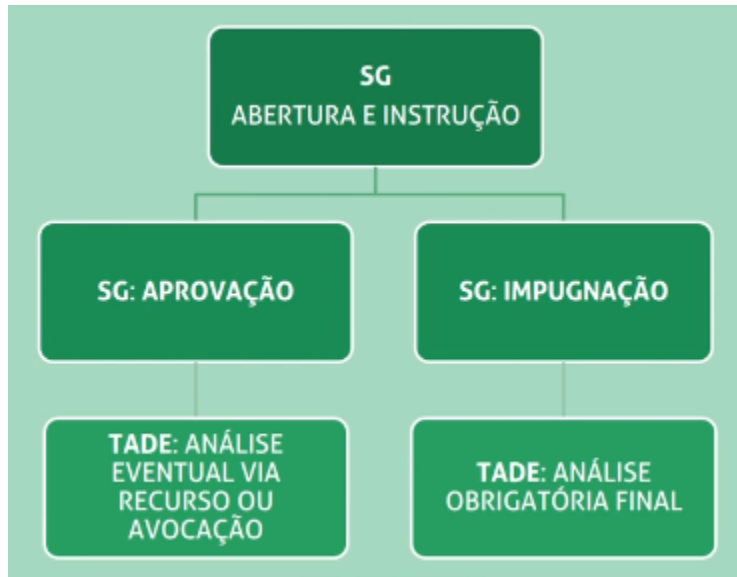 SG
ABERTURA E INSTRUÇÃO
SG: APROVAÇÃO
SG: IMPUGNAÇÃO
TADE: ANÁLISE
EVENTUAL VIA
RECURSO OU
AVOCAÇÃO
TADE: ANÁLISE
OBRIGATÓRIA FINAL